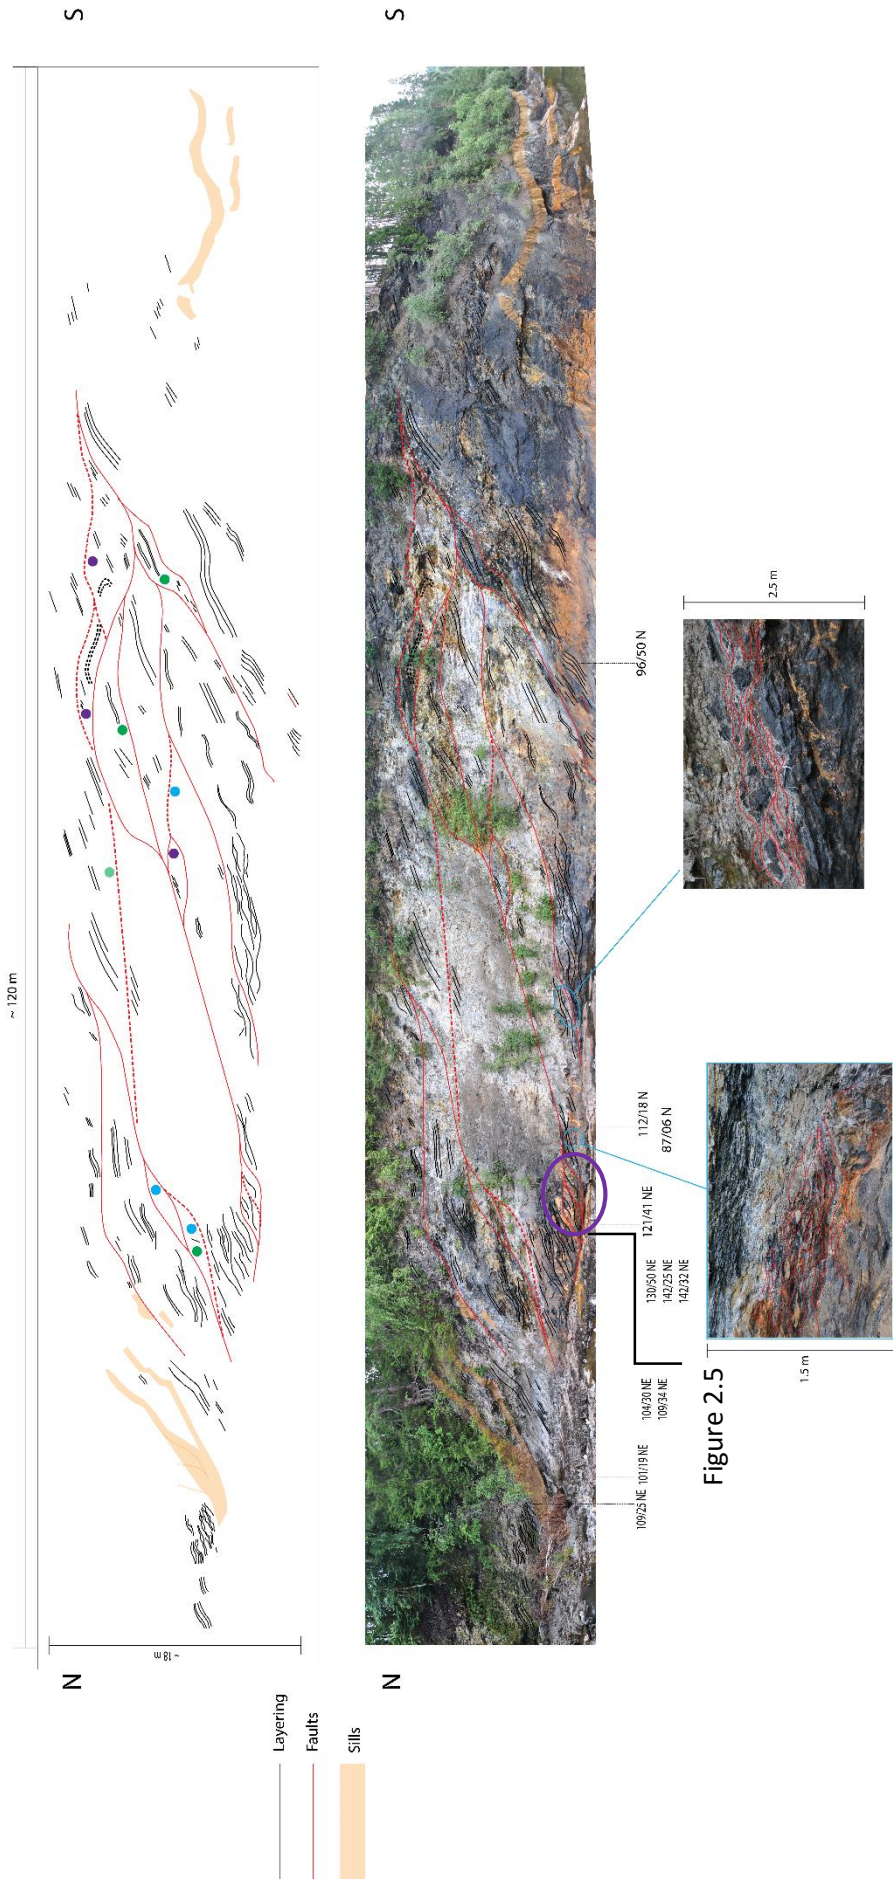 ~ 120 m
N
S
~ 18 m
Layering
Faults
Sills
N
S
109/25 NE
101/19 NE
104/30 NE
109/34 NE
130/50 NE
142/25 NE
142/32 NE
121/41 NE
112/18 N
87/06 N
96/50 N
Figure 2.5
1.5 m
2.5 m